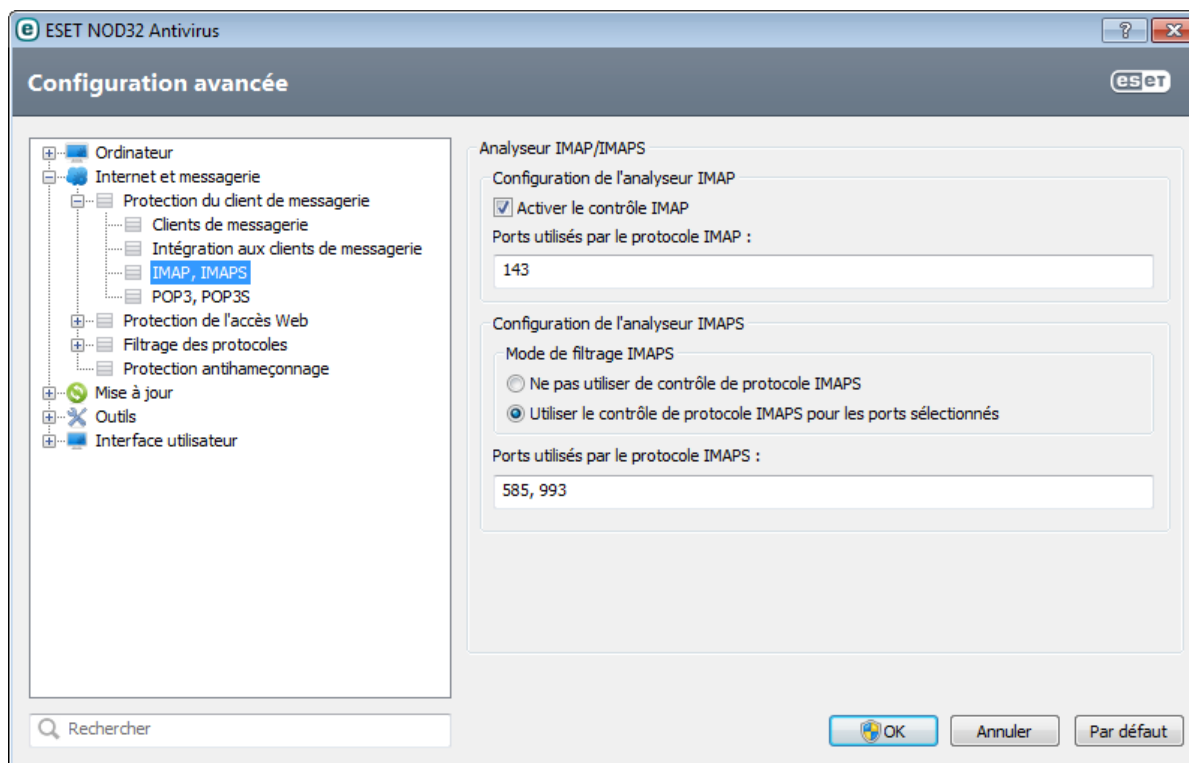 ESET NOD32 Antivirus
Configuration avancée
eseT
Ordinateur
Internet et messagerie
Protection du client de messagerie
Clients de messagerie
Intégration aux clients de messagerie
IMAP, IMAPS
POP3, POP3S
Protection de l'accès Web
Filtrage des protocoles
Protection antihameçonnage
Mise à jour
Outils
Interface utilisateur
Rechercher
Analyseur IMAP/IMAPS
Configuration de l'analyseur IMAP
Activer le contrôle IMAP
Ports utilisés par le protocole IMAP :
143
Configuration de l'analyseur IMAPS
Mode de filtrage IMAPS
Ne pas utiliser de contrôle de protocole IMAPS
Utiliser le contrôle de protocole IMAPS pour les ports sélectionnés
Ports utilisés par le protocole IMAPS :
585, 993
OK
Annuler
Par défaut